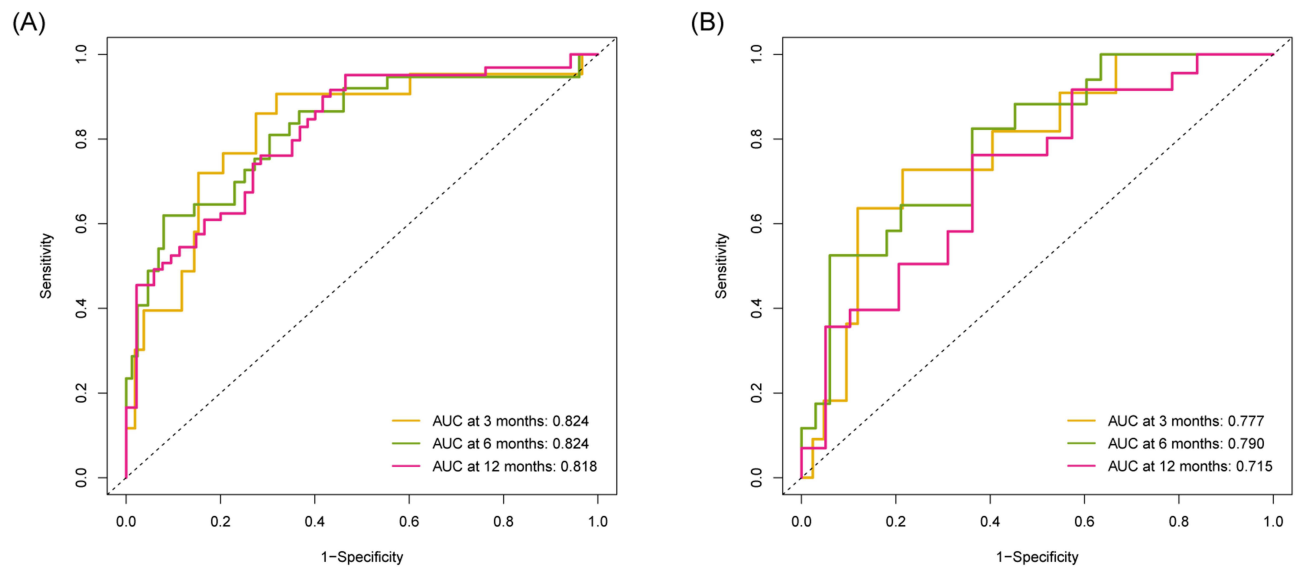 (A)
1.0
0.8
0.6
0.4
0.2
0.0
Sensitivity
AUC at 3 months: 0.824
AUC at 6 months: 0.824
AUC at 12 months: 0.818
0.0 0.2 0.4 0.6 0.8 1.0
1−Specificity
(B)
1.0
0.8
0.6
0.4
0.2
0.0
Sensitivity
AUC at 3 months: 0.777
AUC at 6 months: 0.790
AUC at 12 months: 0.715
0.0 0.2 0.4 0.6 0.8 1.0
1−Specificity